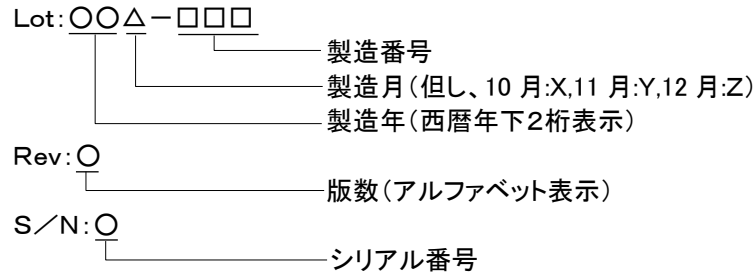 Lot:○○△－□□□
製造番号
製造月（但し、10 月:X,11 月:Y,12 月:Z）
製造年（西暦年下２桁表示）
Rev:○
版数（アルファベット表示）
S／N:○
シリアル番号